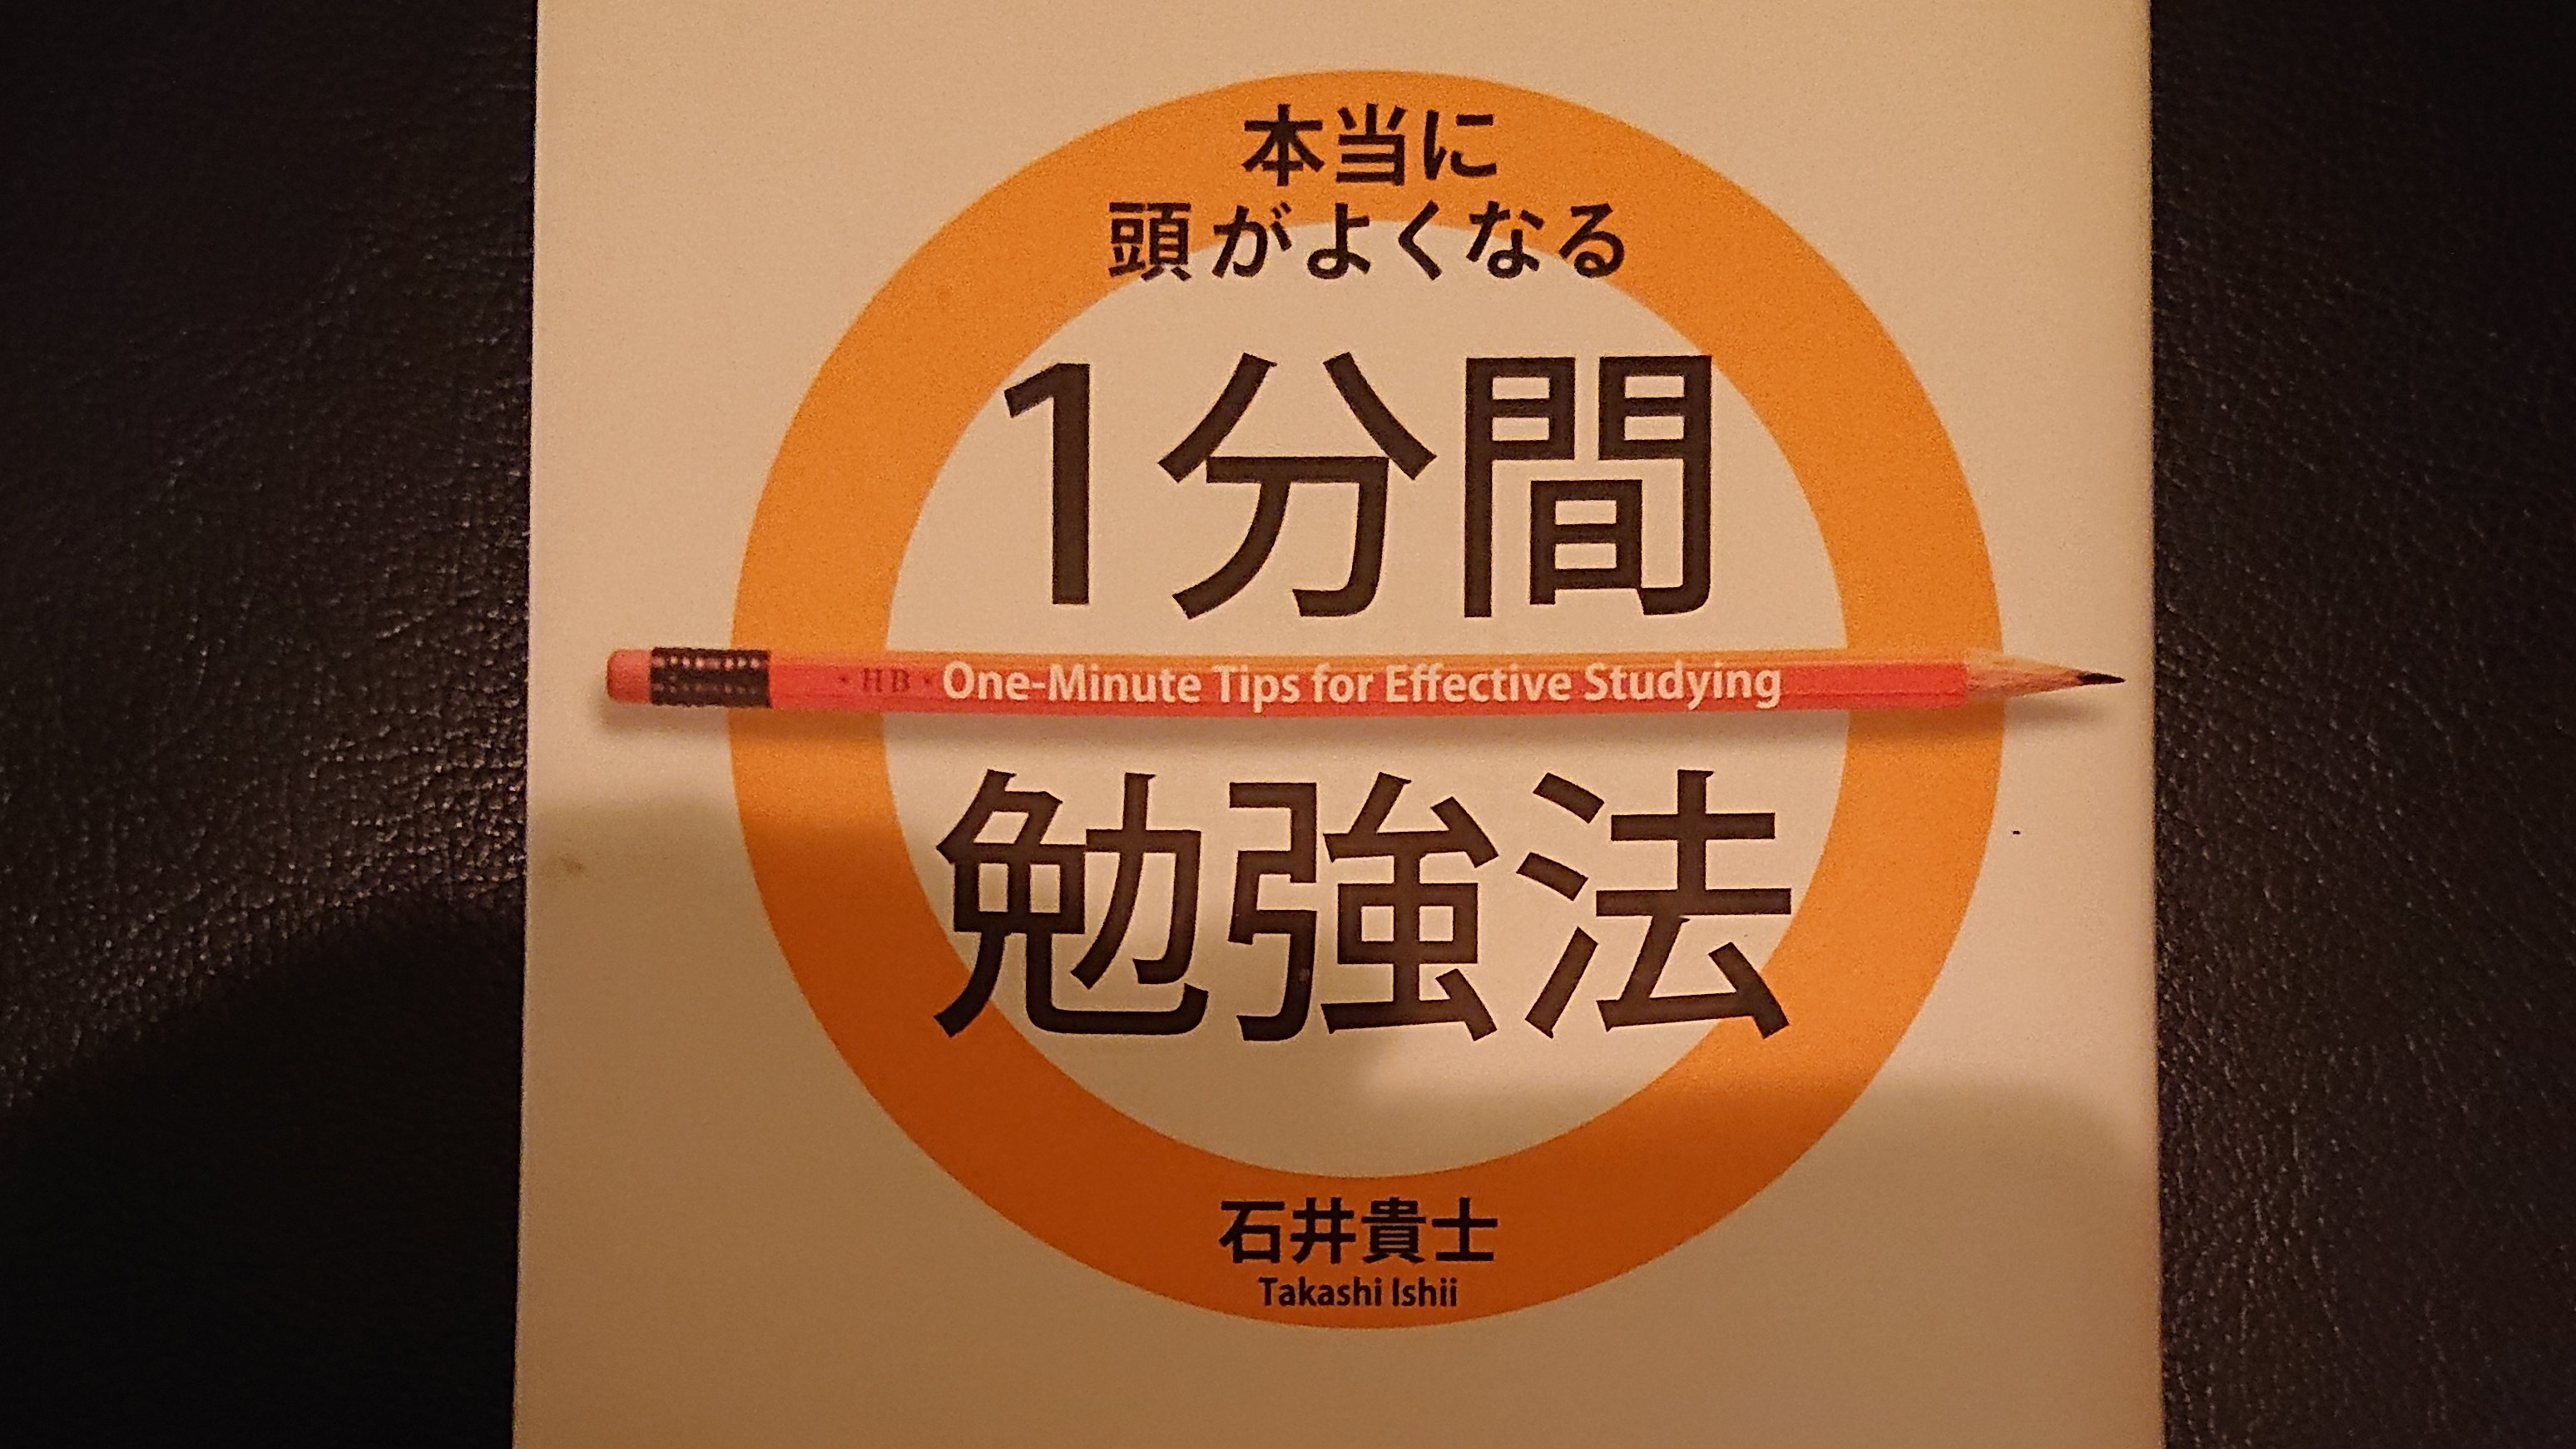 本当に
頭がよくなる
1分間
・HB・ One-Minute Tips for Effective Studying
勉強法
石井貴士
Takashi Ishii